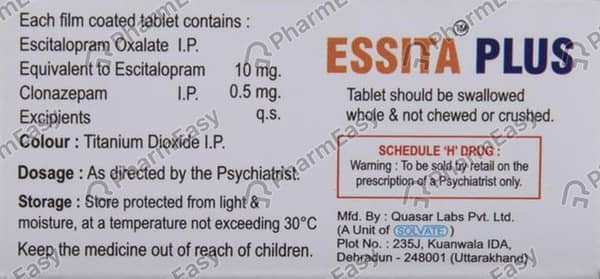 Each film coated tablet contains :
Escitalopram Oxalate I.P.
Equivalent to Escitalopram 10 mg.
Clonazepam I.P. 0.5 mg.
Excipients q.s.
Colour : Titanium Dioxide I.P.
Dosage : As directed by the Psychiatrist.
Storage : Store protected from light &
moisture, at a temperature not exceeding 30°C
Keep the medicine out of reach of children.
ESSITA PLUS
TM
Tablet should be swallowed
whole & not chewed or crushed.
SCHEDULE 'H' DRUG :
Warning : To be sold by retail on the
prescription of a Psychiatrist only.
Mfd. By : Quasar Labs Pvt. Ltd.
(A Unit of SOLVATE)
Plot No. : 235J, Kuanwala IDA,
Dehradun - 248001 (Uttarakhand)
PharmEasy